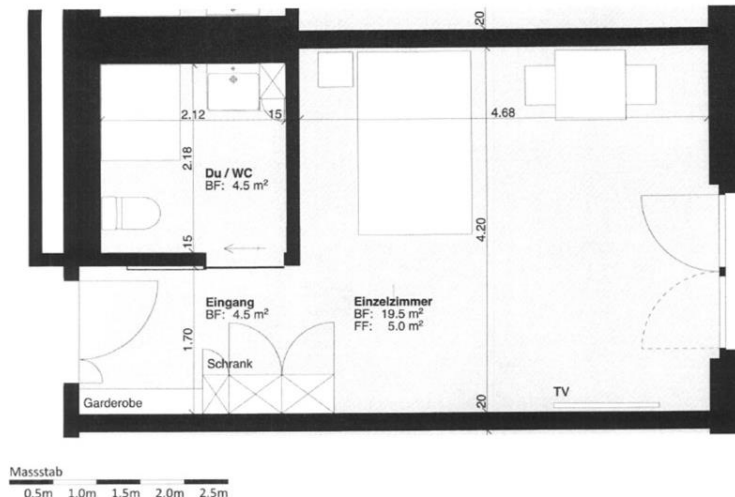 .20
2.12
15
4.68
2.18
Du / WC
BF: 4.5 m²
4.20
.15
Eingang
BF: 4.5 m²
Einzelzimmer
BF: 19.5 m²
FF: 5.0 m²
1.70
Schrank
Garderobe
TV
.20
.20
Massstab
0.5m 1.0m 1.5m 2.0m 2.5m